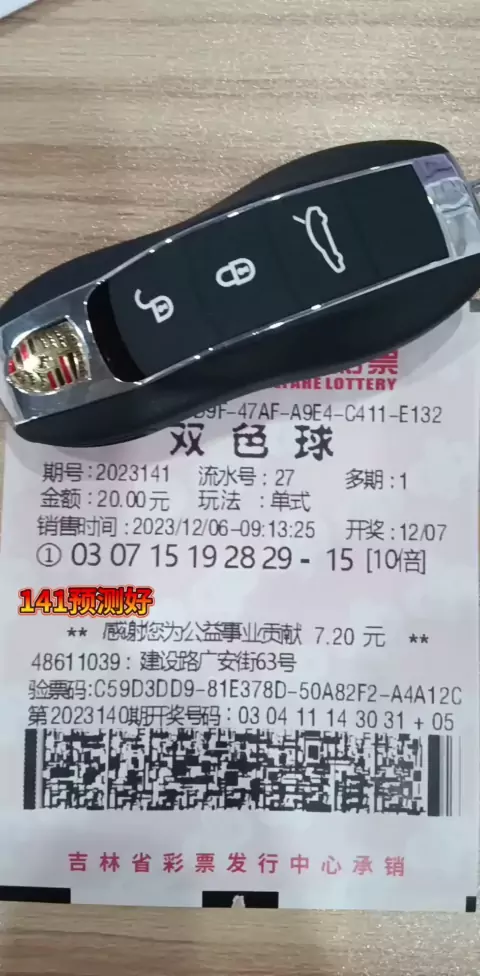 票
ARE LOTTERY
9F-47AF-A9E4-C411-E132
双色球
期号:2023141 流水号:27 多期:1
金额:20.00元 玩法:单式
销售时间:2023/12/06-09:13:25 开奖:12/07
① 03 07 15 19 28 29 - 15 [10倍]
141预测好
** 感谢您为公益事业贡献 7.20 元 **
48611039: 建设路广安街63号
验票码:C59D3DD9-81E378D-50A82F2-A4A12C
第2023140期开奖号码:03 04 11 14 30 31 + 05
吉林省彩票发行中心承销